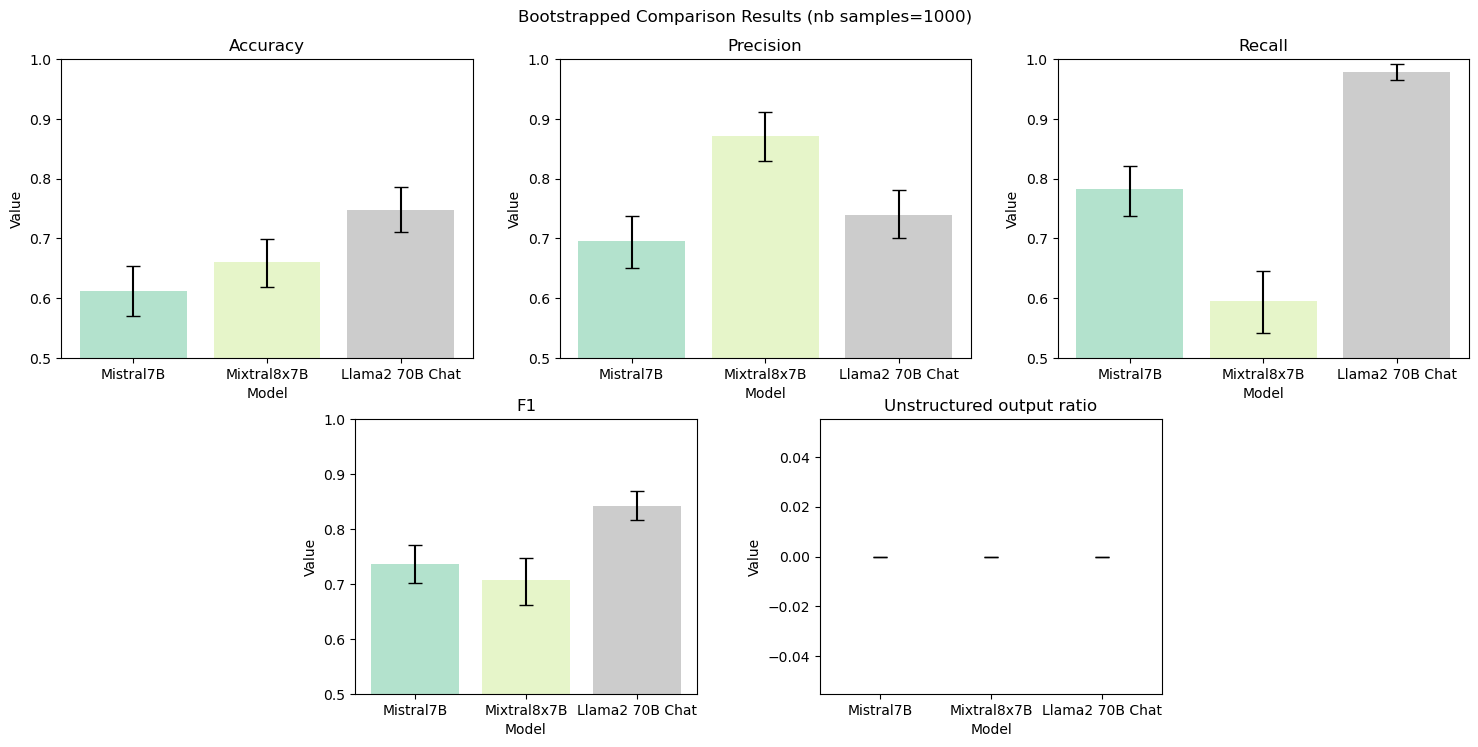 Bootstrapped Comparison Results (nb samples=1000)
Accuracy
Value
1.0
0.9
0.8
0.7
0.6
0.5
Mistral7B Mixtral8x7B Llama2 70B Chat
Model
Precision
Value
1.0
0.9
0.8
0.7
0.6
0.5
Mistral7B Mixtral8x7B Llama2 70B Chat
Model
Recall
Value
1.0
0.9
0.8
0.7
0.6
0.5
Mistral7B Mixtral8x7B Llama2 70B Chat
Model
F1
Value
1.0
0.9
0.8
0.7
0.6
0.5
Mistral7B Mixtral8x7B Llama2 70B Chat
Model
Unstructured output ratio
Value
0.04
0.02
0.00
−0.02
−0.04
Mistral7B Mixtral8x7B Llama2 70B Chat
Model